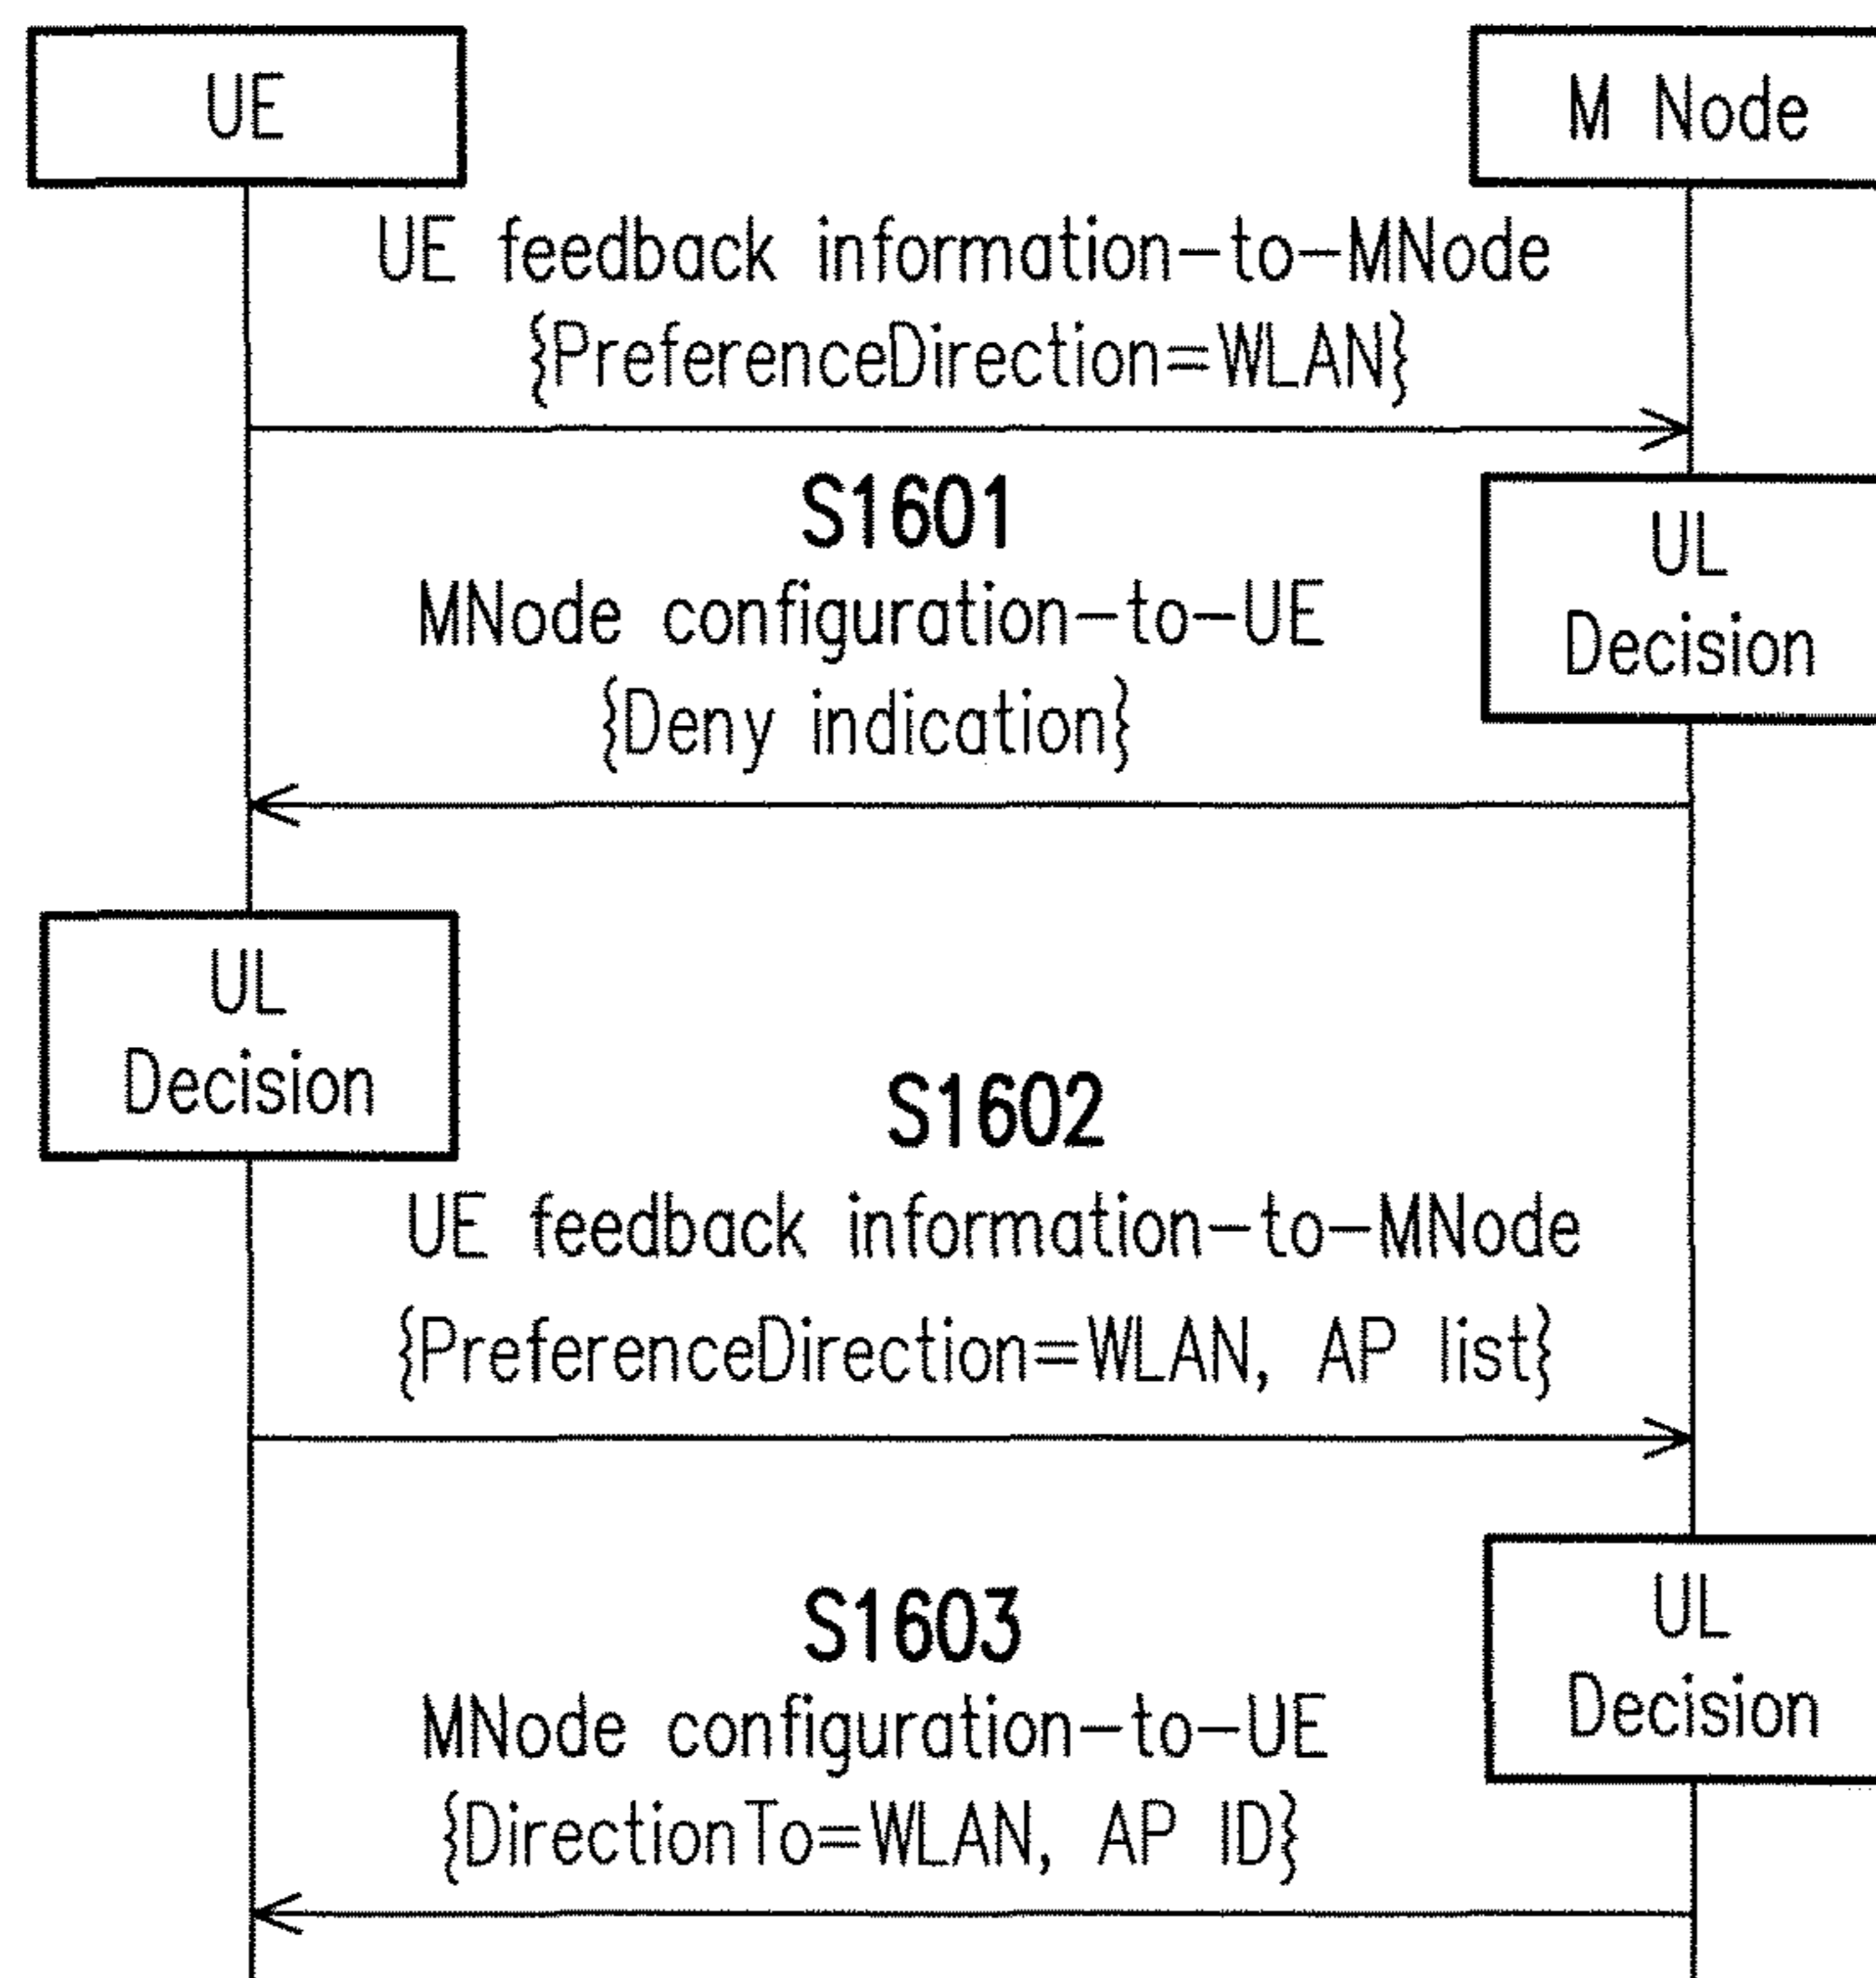 UE
M Node
UE feedback information-to-MNode
{PreferenceDirection=WLAN}
S1601
MNode configuration-to-UE
{Deny indication}
UL
Decision
UL
Decision
S1602
UE feedback information-to-MNode
{PreferenceDirection=WLAN, AP list}
S1603
MNode configuration-to-UE
{DirectionTo=WLAN, AP ID}
UL
Decision